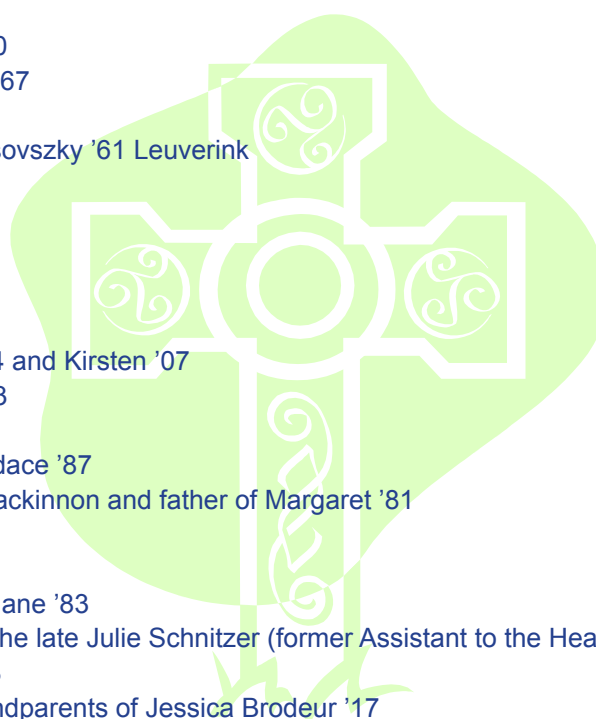 0
67
sovszky ’61 Leuverink
4 and Kirsten ’07
3
dace ’87
ackinnon and father of Margaret ’81
ane ’83
he late Julie Schnitzer (former Assistant to the Hea
ndparents of Jessica Brodeur ’17